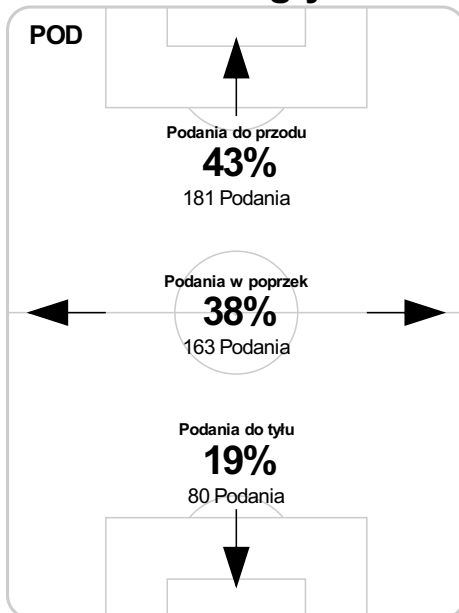 POD
Podania do przodu
43%
181 Podania
Podania w poprzek
38%
163 Podania
Podania do tyłu
19%
80 Podania